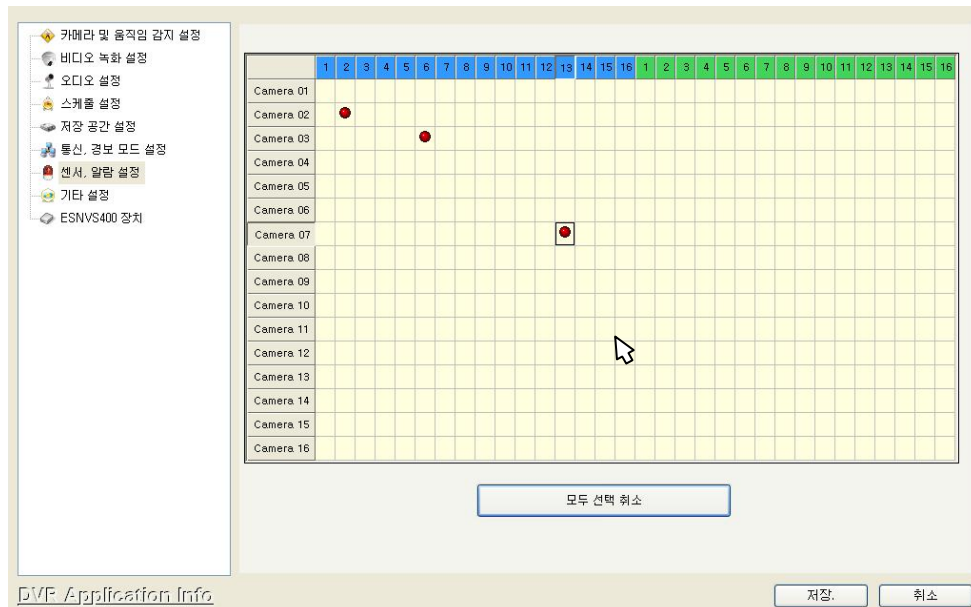 카메라 및 움직임 감지 설정
비디오 녹화 설정
오디오 설정
스케줄 설정
저장 공간 설정
통신, 경보 모드 설정
센서, 알람 설정
기타 설정
ESNVS400 장치
1 2 3 4 5 6 7 8 9 10 11 12 13 14 15 16 1 2 3 4 5 6 7 8 9 10 11 12 13 14 15 16
Camera 01
Camera 02
Camera 03
Camera 04
Camera 05
Camera 06
Camera 07
Camera 08
Camera 09
Camera 10
Camera 11
Camera 12
Camera 13
Camera 14
Camera 15
Camera 16
모두 선택 취소
DVR Application Info
저장.
취소